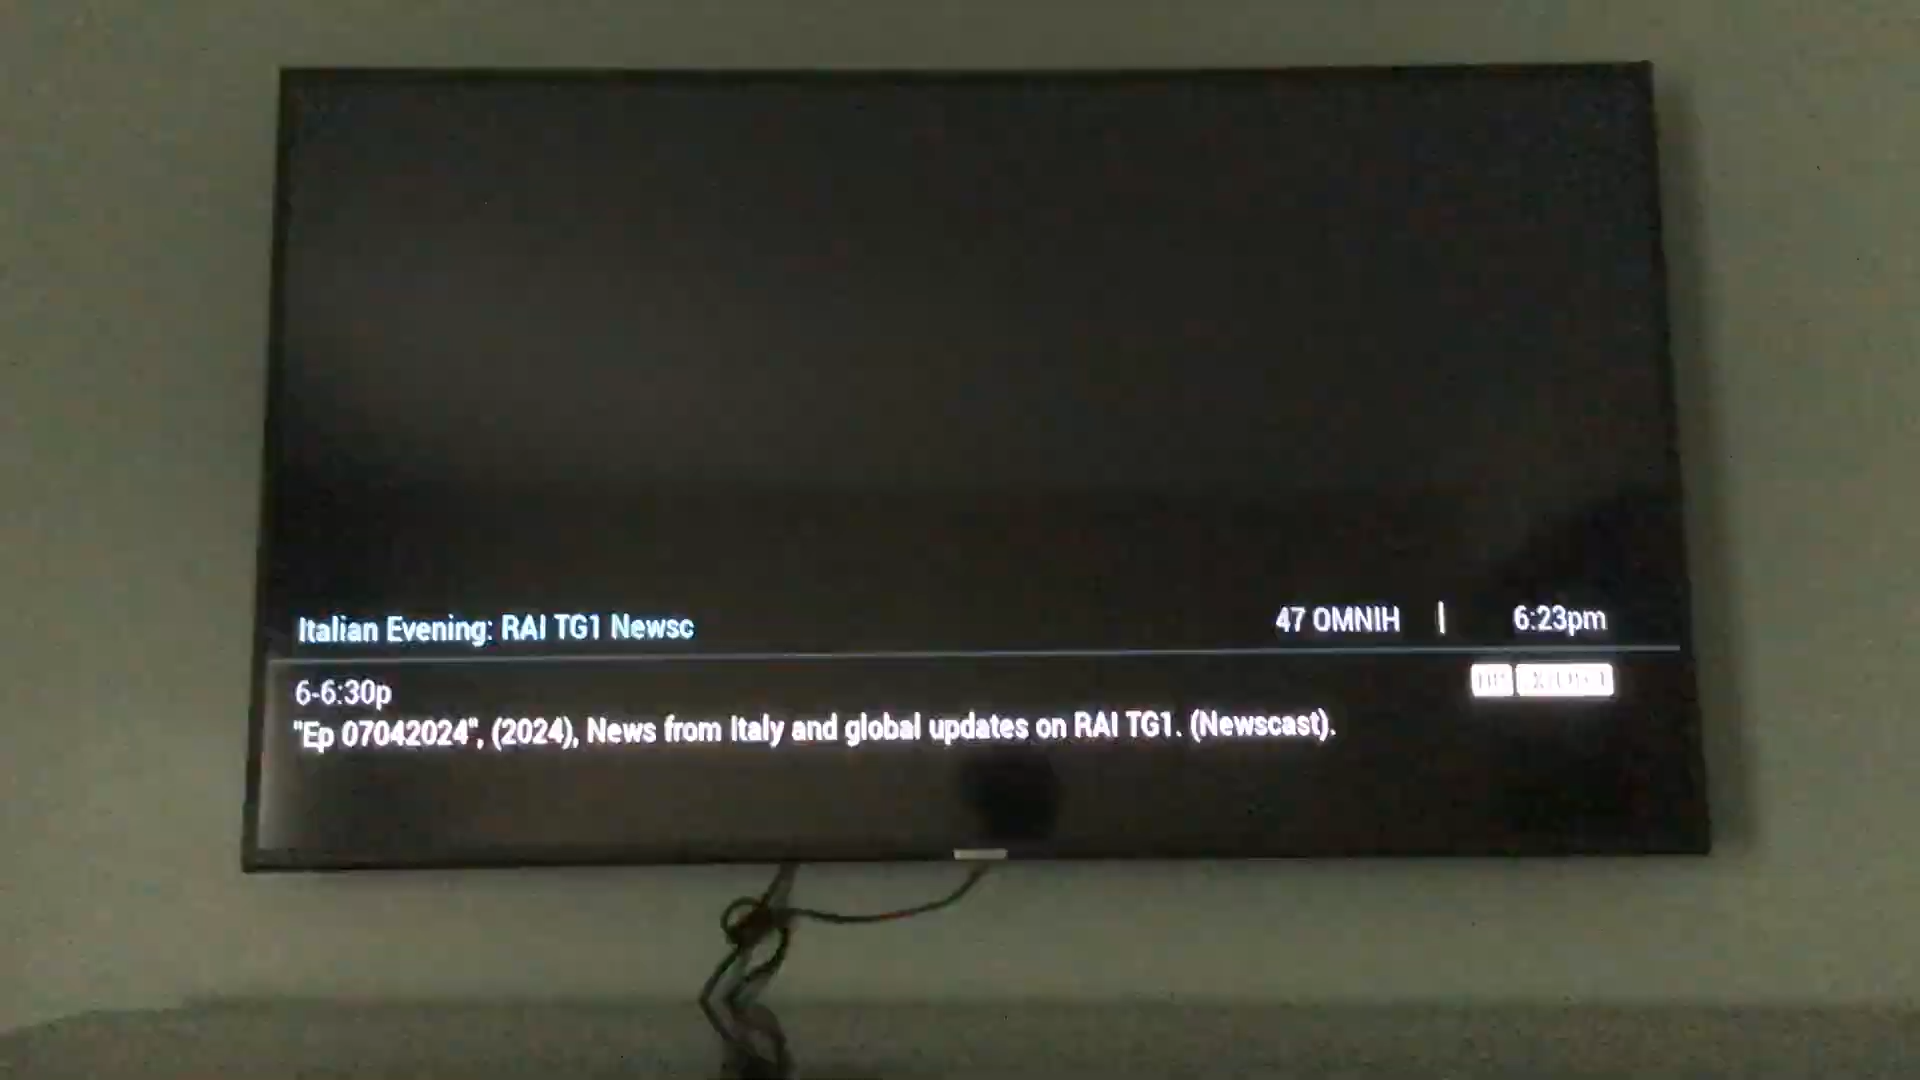 Italian Evening: RAI TG1 Newsc
47 OMNIH | 6:23pm
6-6:30p
"Ep 07042024", (2024), News from Italy and global updates on RAI TG1. (Newscast).